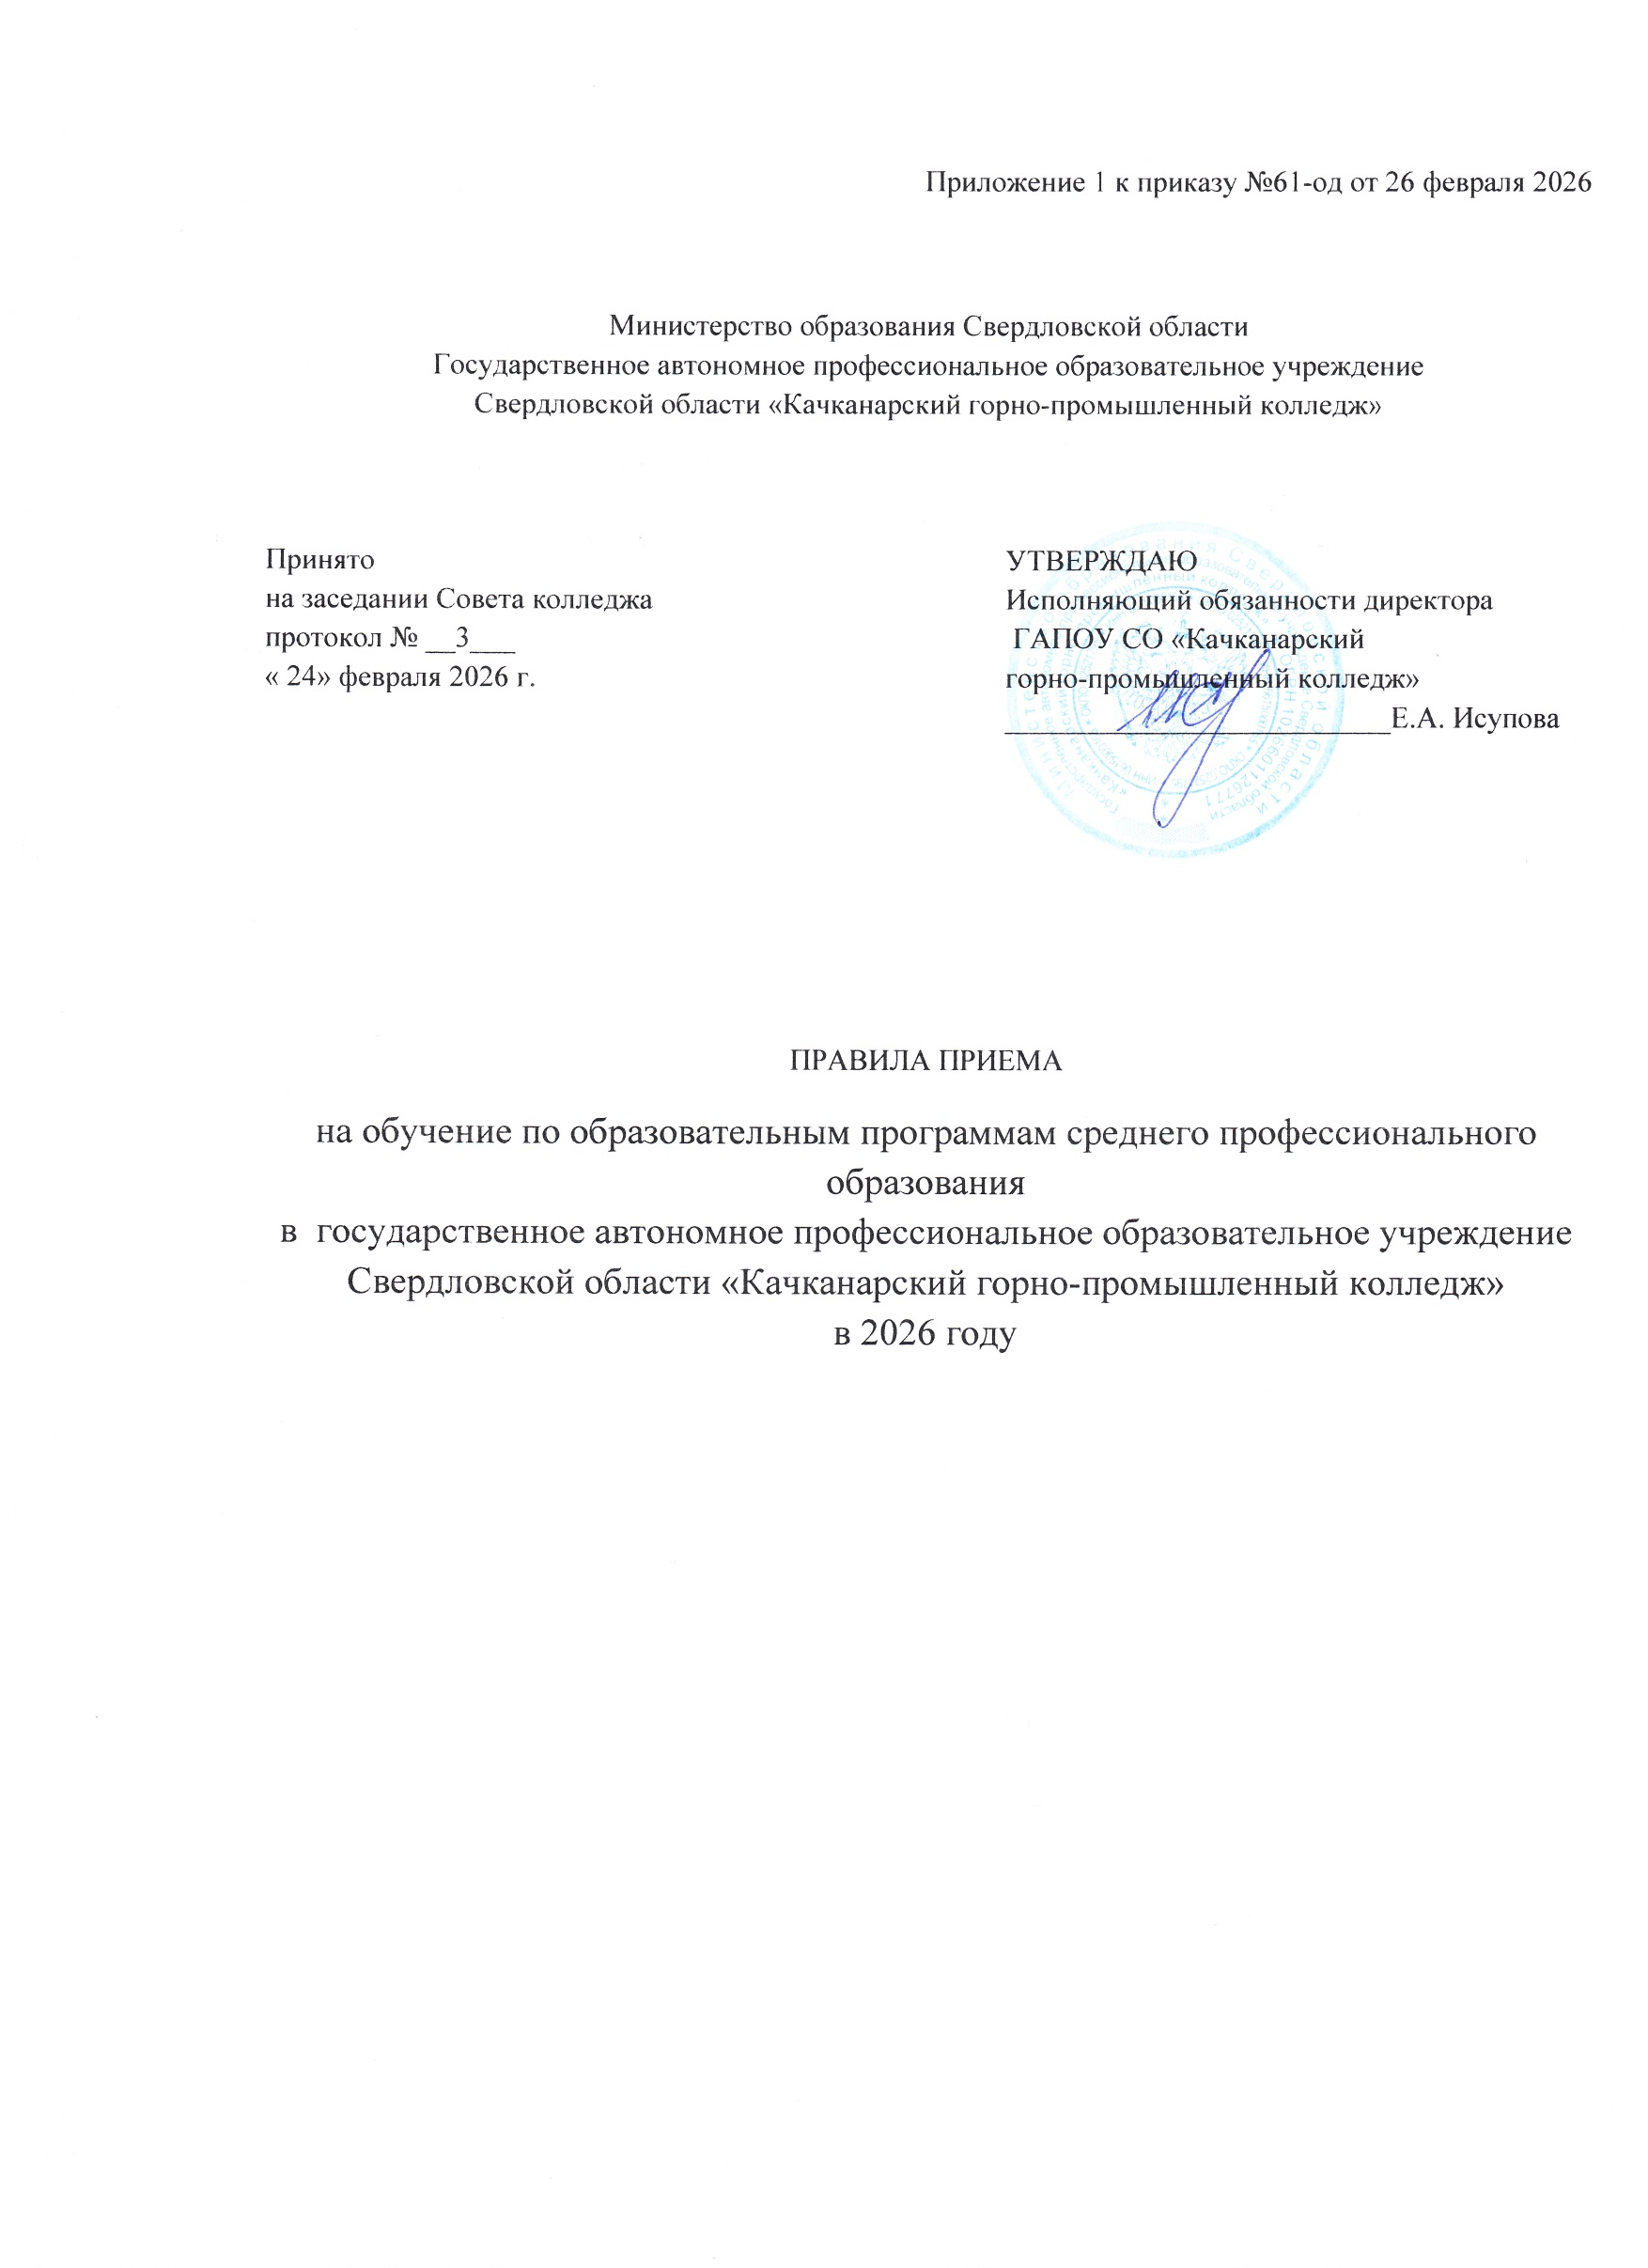 Приложение 1 к приказу №61-од от 26 февраля 2026
Министерство образования Свердловской области
Государственное автономное профессиональное образовательное учреждение
Свердловской области «Качканарский горно-промышленный колледж»
Принято
на заседании Совета колледжа
протокол № __3___
« 24» февраля 2026 г.
УТВЕРЖДАЮ
Исполняющий обязанности директора
ГАПОУ СО «Качканарский
горно-промышленный колледж»
__________________________Е.А. Исупова
ПРАВИЛА ПРИЕМА
на обучение по образовательным программам среднего профессионального
образования
в государственное автономное профессиональное образовательное учреждение
Свердловской области «Качканарский горно-промышленный колледж»
в 2026 году